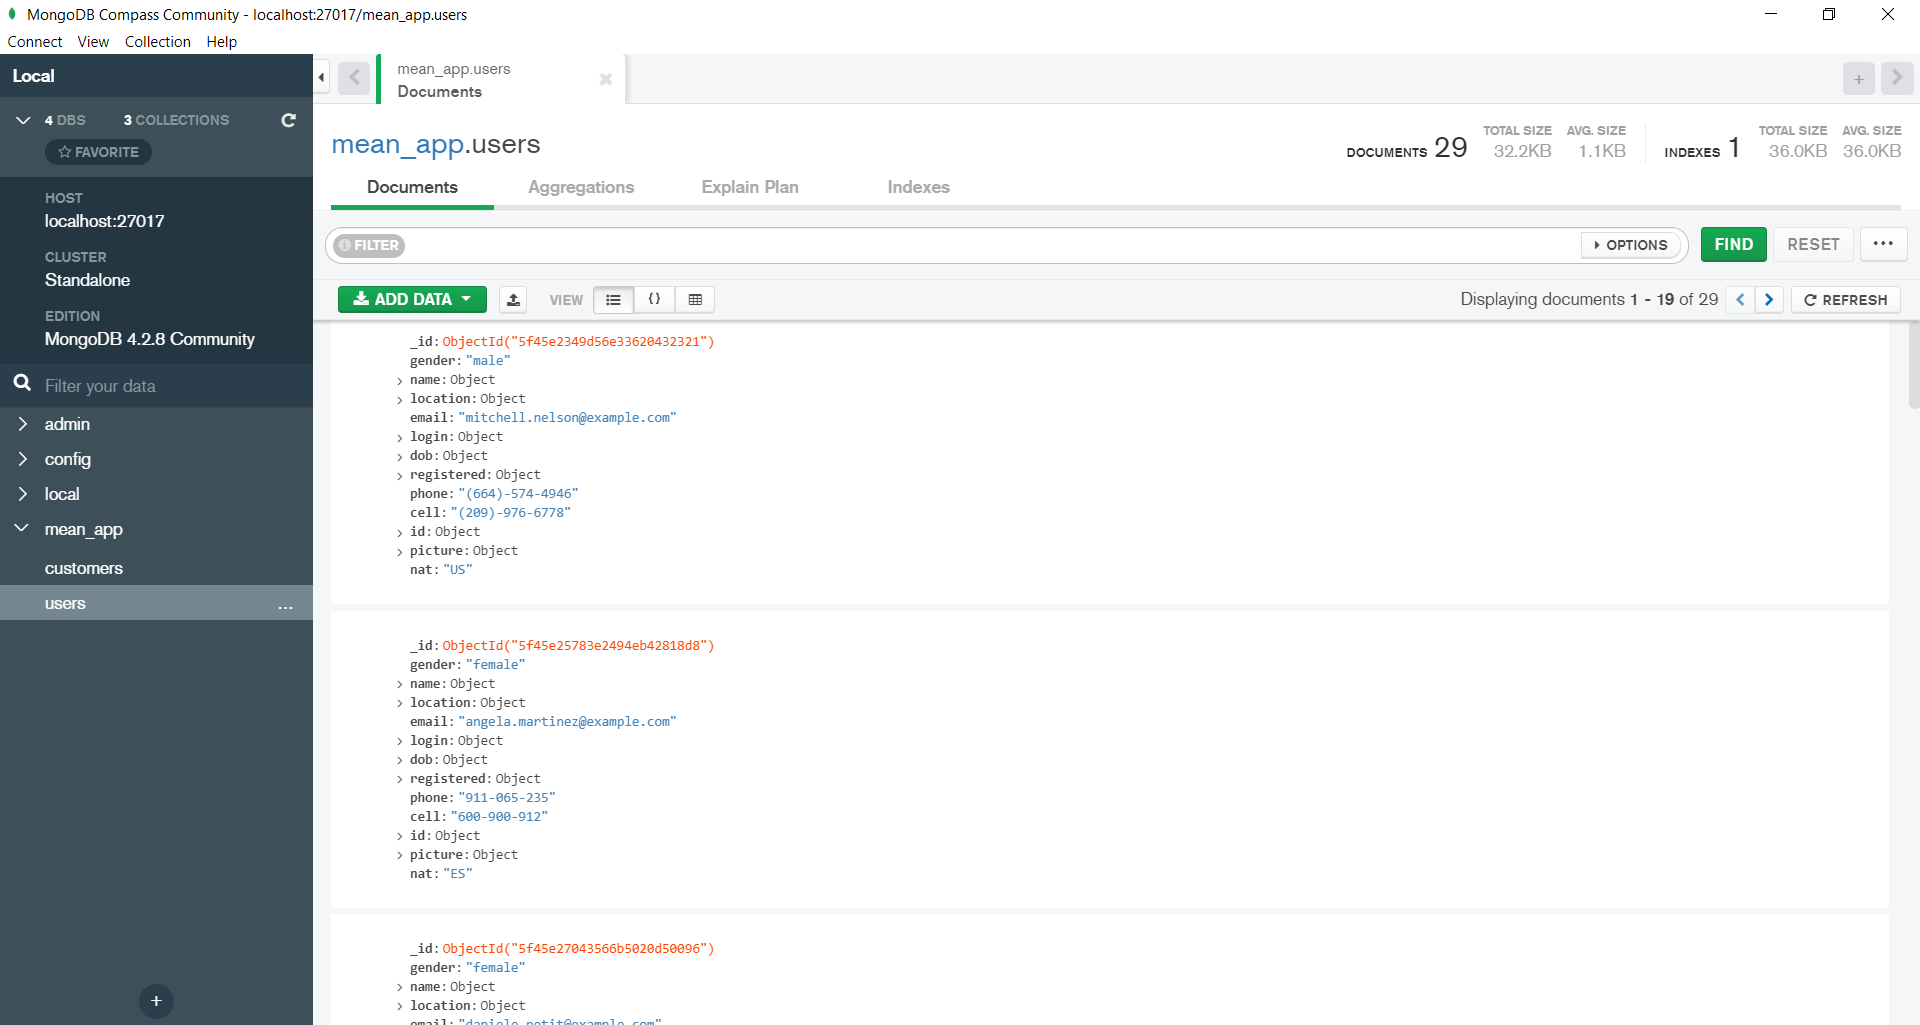 MongoDB Compass Community - localhost:27017/mean_app.users
Connect View Collection Help
Local
4 DBS 3 COLLECTIONS
FAVORITE
HOST
localhost:27017
CLUSTER
Standalone
EDITION
MongoDB 4.2.8 Community
Filter your data
admin
config
local
mean_app
customers
users ...
mean_app.users
Documents
mean_app.users
DOCUMENTS 29
TOTAL SIZE
32.2KB
AVG. SIZE
1.1KB
INDEXES 1
TOTAL SIZE
36.0KB
AVG. SIZE
36.0KB
Documents Aggregations Explain Plan Indexes
FILTER OPTIONS FIND RESET ...
ADD DATA VIEW {} Displaying documents 1 - 19 of 29 REFRESH
_id: ObjectId("5f45e2349d56e33620432321")
gender: "male"
name: Object
location: Object
email: "mitchell.nelson@example.com"
login: Object
dob: Object
registered: Object
phone: "(664)-574-4946"
cell: "(209)-976-6778"
id: Object
picture: Object
nat: "US"
_id: ObjectId("5f45e25783e2494eb42818d8")
gender: "female"
name: Object
location: Object
email: "angela.martinez@example.com"
login: Object
dob: Object
registered: Object
phone: "911-065-235"
cell: "600-900-912"
id: Object
picture: Object
nat: "ES"
_id: ObjectId("5f45e27043566b5020d50096")
gender: "female"
name: Object
location: Object
email: "daniele.petit@example.com"